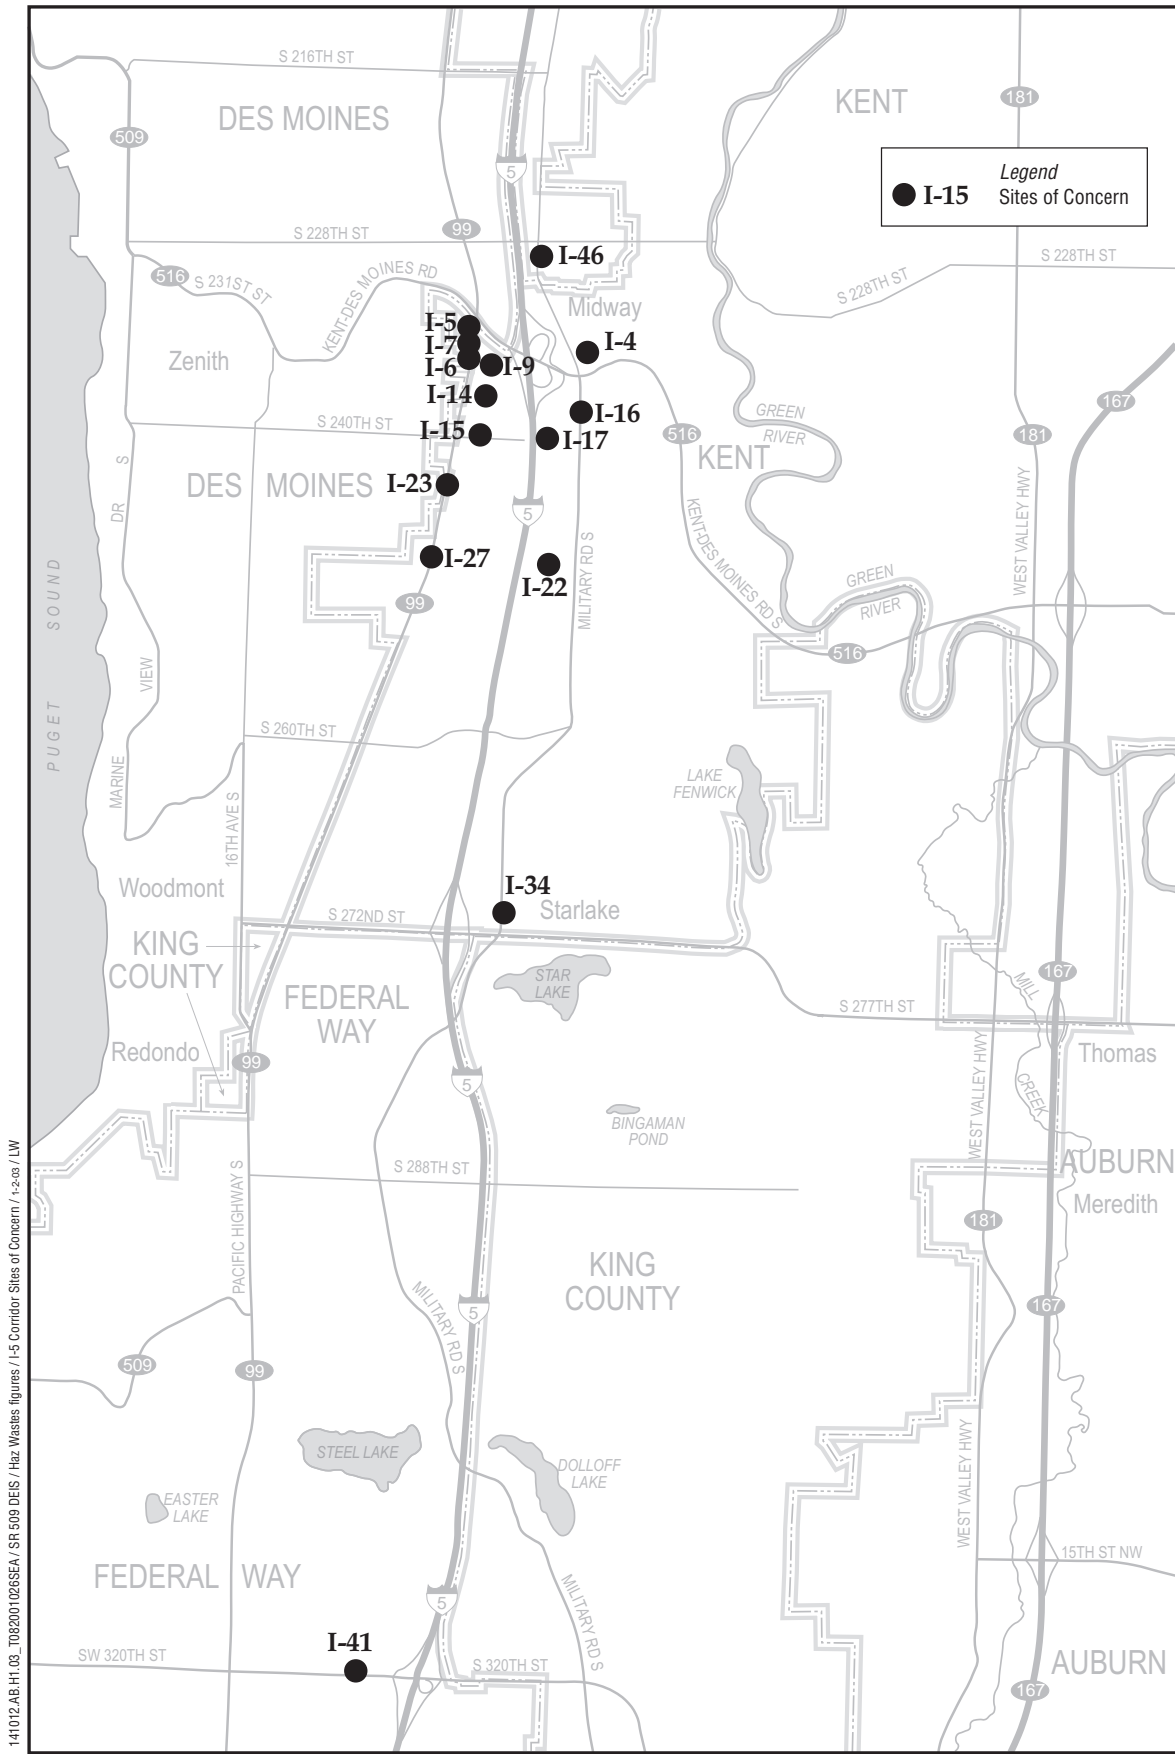 S 216TH ST
DES MOINES
KENT
181
509
5
Legend
I-15 Sites of Concern
99
S 228TH ST
I-46
S 228TH ST
S 228TH ST
516
S 231ST ST
KENT-DES MOINES RD
Midway
I-5
I-7
I-6
I-9
I-4
Zenith
I-14
I-16
167
GREEN
RIVER
S 240TH ST
I-15
I-17
516
181
KENT
DES MOINES
I-23
5
MARINE VIEW DR S
PUGET SOUND
I-27
I-22
MILITARY RD S
KENT-DES MOINES RD S
WEST VALLEY HWY
GREEN
RIVER
99
516
S 260TH ST
LAKE
FENWICK
16TH AVE S
Woodmont
I-34
Starlake
S 272ND ST
KING
COUNTY
STAR
LAKE
167
MILL
CREEK
FEDERAL
WAY
S 277TH ST
Redondo
99
5
WEST VALLEY HWY
Thomas
BINGAMAN
POND
S 288TH ST
AUBURN
Meredith
PACIFIC HIGHWAY S
181
KING
COUNTY
MILITARY RD S
5
167
509
99
STEEL LAKE
DOLLOFF
LAKE
WEST VALLEY HWY
EASTER
LAKE
15TH ST NW
FEDERAL WAY
5
MILITARY RD S
I-41
SW 320TH ST
S 320TH ST
AUBURN
167
141012.AB.H1.03_T082001026SEA / SR 509 DEIS / Haz Wastes figures / I-5 Corridor Sites of Concern / 1-2-03 / LW